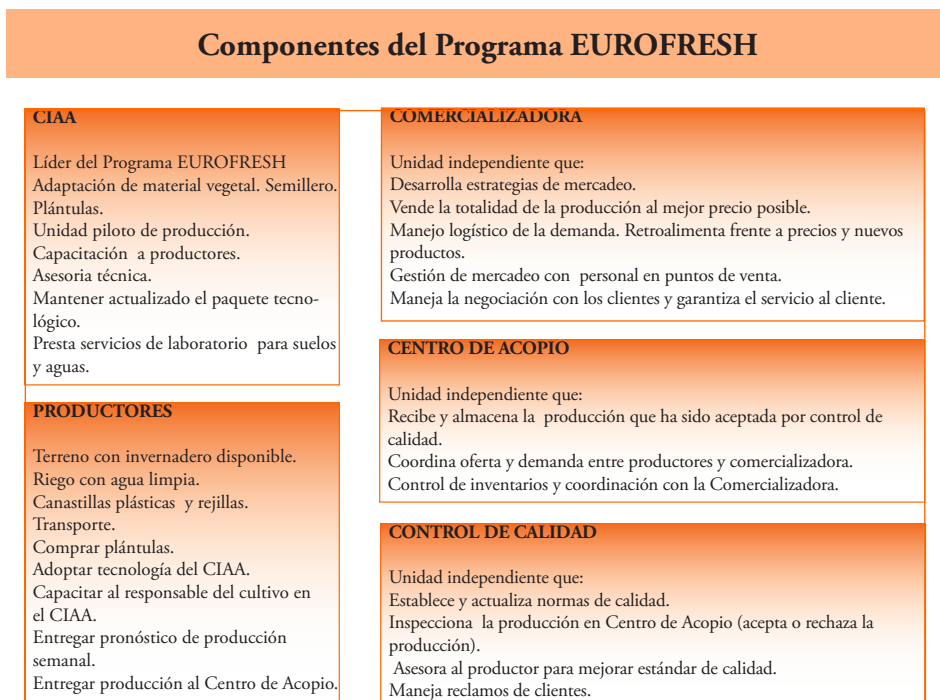 Componentes del Programa EUROFRESH
CIAA
Líder del Programa EUROFRESH
Adaptación de material vegetal. Semillero.
Plántulas.
Unidad piloto de producción.
Capacitación a productores.
Asesoria técnica.
Mantener actualizado el paquete tecno-
lógico.
Presta servicios de laboratorio para suelos
y aguas.
PRODUCTORES
Terreno con invernadero disponible.
Riego con agua limpia.
Canastillas plásticas y rejillas.
Transporte.
Comprar plántulas.
Adoptar tecnología del CIAA.
Capacitar al responsable del cultivo en
el CIAA.
Entregar pronóstico de producción
semanal.
Entregar producción al Centro de Acopio.
COMERCIALIZADORA
Unidad independiente que:
Desarrolla estrategias de mercadeo.
Vende la totalidad de la producción al mejor precio posible.
Manejo logístico de la demanda. Retroalimenta frente a precios y nuevos
productos.
Gestión de mercadeo con personal en puntos de venta.
Maneja la negociación con los clientes y garantiza el servicio al cliente.
CENTRO DE ACOPIO
Unidad independiente que:
Recibe y almacena la producción que ha sido aceptada por control de
calidad.
Coordina oferta y demanda entre productores y comercializadora.
Control de inventarios y coordinación con la Comercializadora.
CONTROL DE CALIDAD
Unidad independiente que:
Establece y actualiza normas de calidad.
Inspecciona la producción en Centro de Acopio (acepta o rechaza la
producción).
Asesora al productor para mejorar estándar de calidad.
Maneja reclamos de clientes.